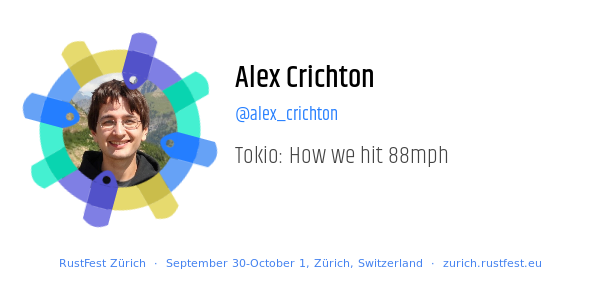 Alex Crichton
@alex_crichton
Tokio: How we hit 88mph
RustFest Zürich · September 30-October 1, Zürich, Switzerland · zurich.rustfest.eu